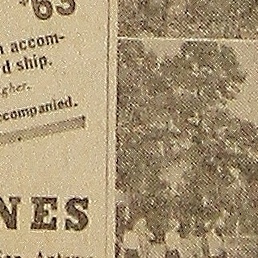 $65
accom-
d ship.
gher.
ccompanied.
NES